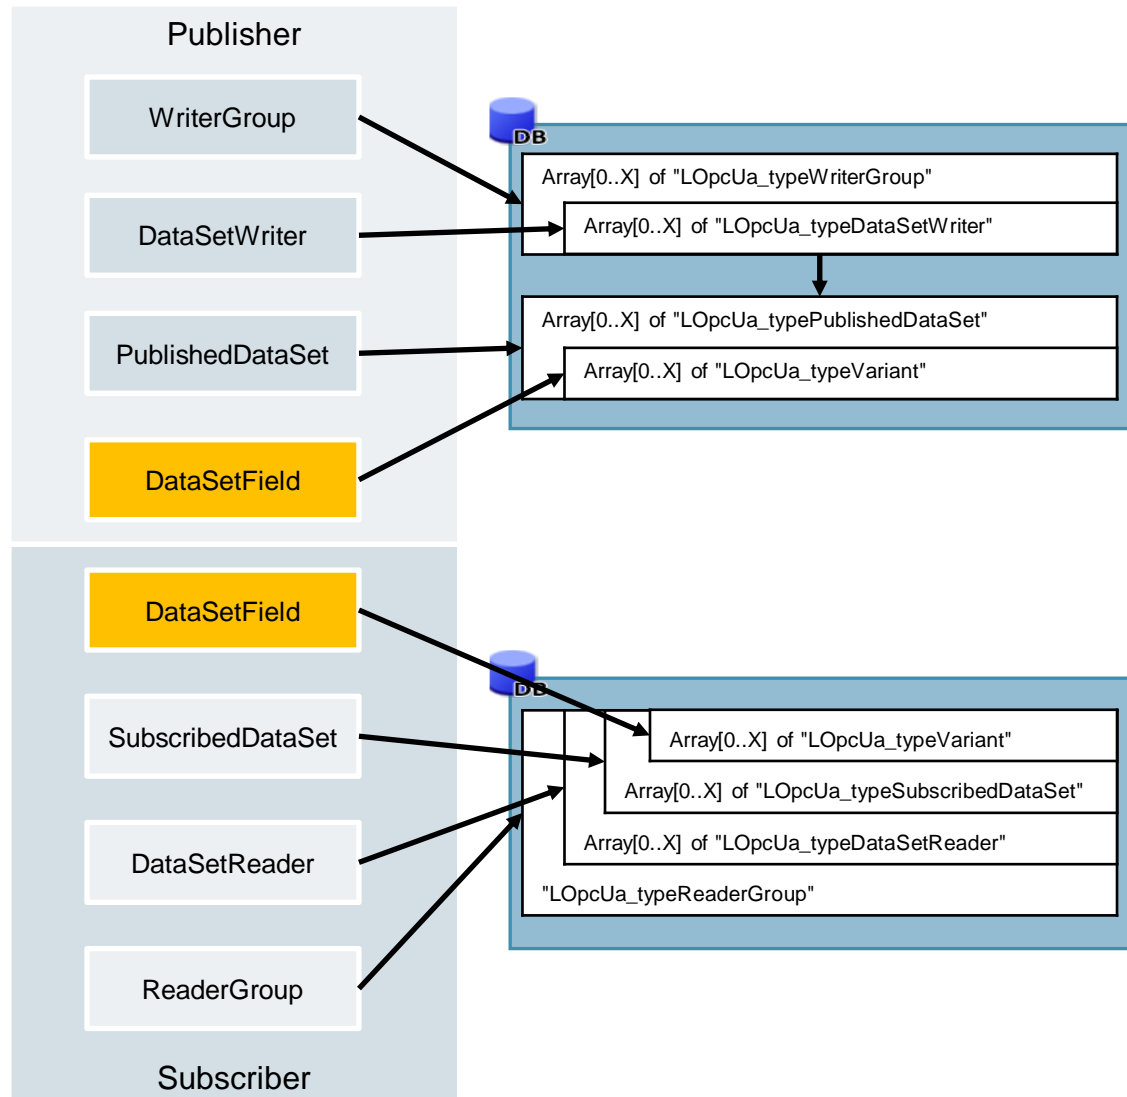 Publisher
WriterGroup
DataSetWriter
PublishedDataSet
DataSetField
DB
Array[0..X] of "LOpcUa_typeWriterGroup"
Array[0..X] of "LOpcUa_typeDataSetWriter"
Array[0..X] of "LOpcUa_typePublishedDataSet"
Array[0..X] of "LOpcUa_typeVariant"
DataSetField
SubscribedDataSet
DataSetReader
ReaderGroup
Subscriber
DB
Array[0..X] of "LOpcUa_typeVariant"
Array[0..X] of "LOpcUa_typeSubscribedDataSet"
Array[0..X] of "LOpcUa_typeDataSetReader"
"LOpcUa_typeReaderGroup"